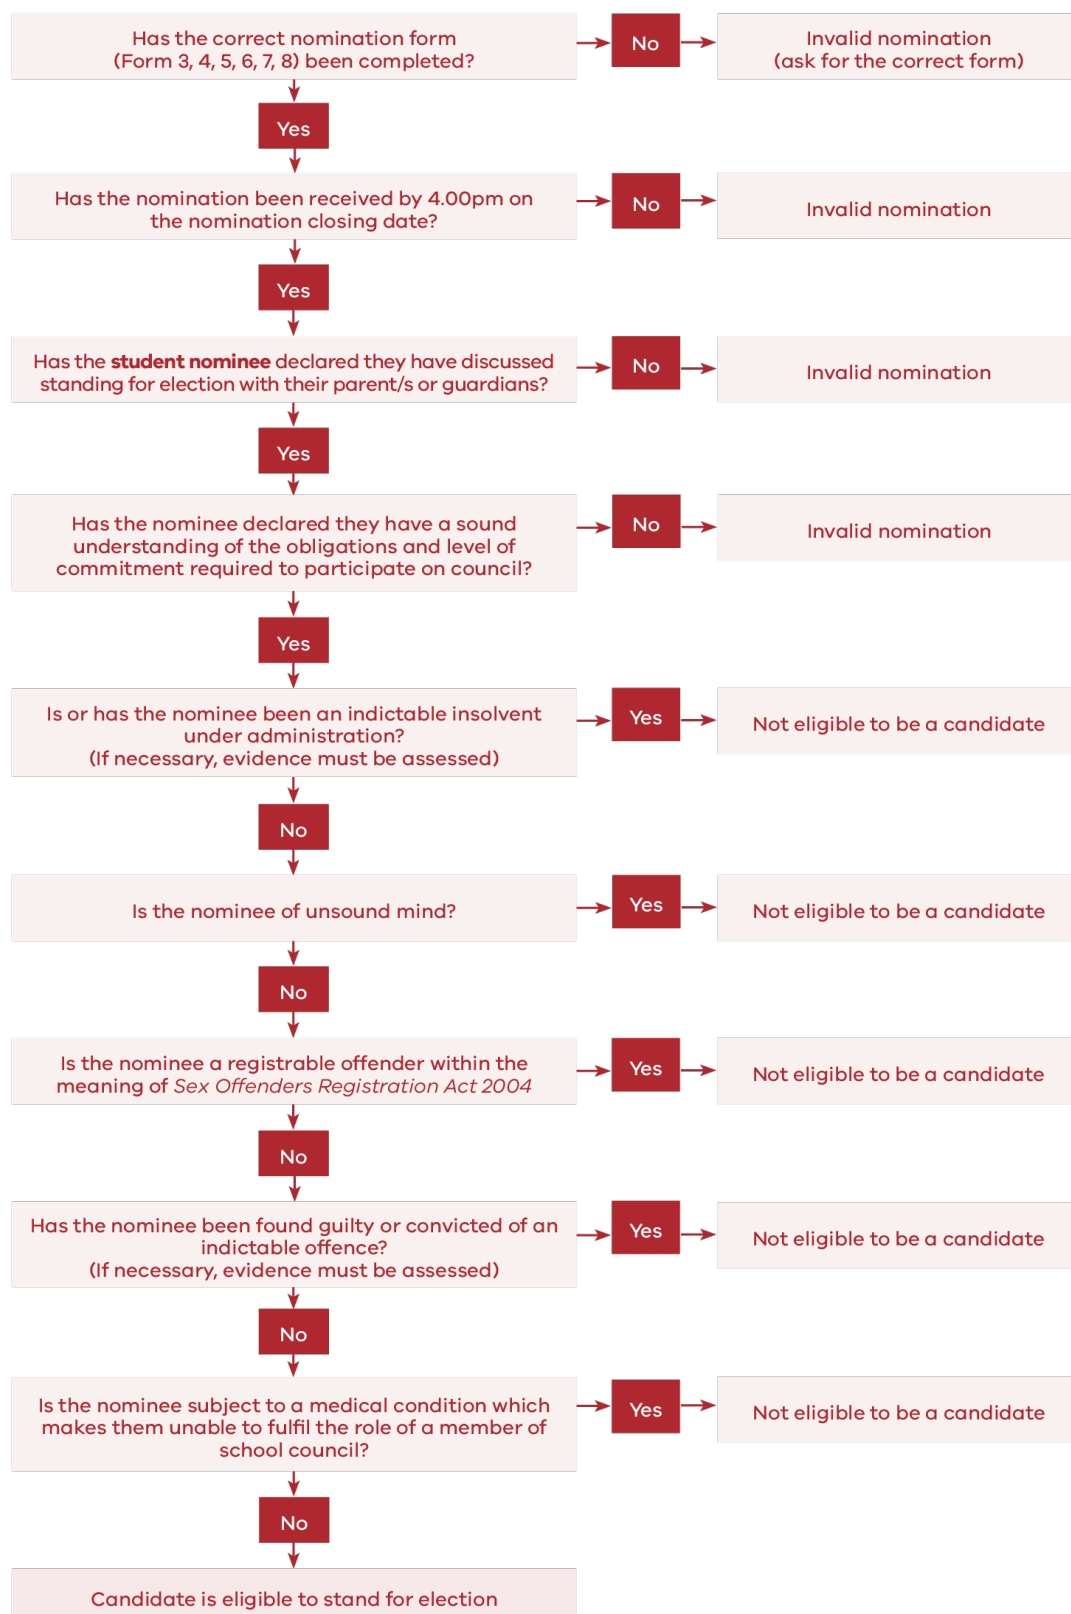 Has the correct nomination form
(Form 3, 4, 5, 6, 7, 8) been completed?
No
Invalid nomination
(ask for the correct form)
Yes
Has the nomination been received by 4.00pm on
the nomination closing date?
No
Invalid nomination
Yes
Has the student nominee declared they have discussed
standing for election with their parent/s or guardians?
No
Invalid nomination
Yes
Has the nominee declared they have a sound
understanding of the obligations and level of
commitment required to participate on council?
No
Invalid nomination
Yes
Is or has the nominee been an indictable insolvent
under administration?
(If necessary, evidence must be assessed)
Yes
Not eligible to be a candidate
No
Is the nominee of unsound mind?
Yes
Not eligible to be a candidate
No
Is the nominee a registrable offender within the
meaning of Sex Offenders Registration Act 2004
Yes
Not eligible to be a candidate
No
Has the nominee been found guilty or convicted of an
indictable offence?
(If necessary, evidence must be assessed)
Yes
Not eligible to be a candidate
No
Is the nominee subject to a medical condition which
makes them unable to fulfil the role of a member of
school council?
Yes
Not eligible to be a candidate
No
Candidate is eligible to stand for election